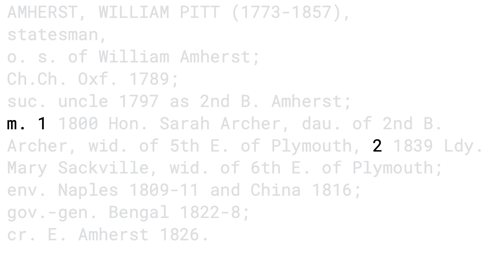 AMHERST, WILLIAM PITT (1773-1857),
statesman,
o. s. of William Amherst;
Ch.Ch. Oxf. 1789;
suc. uncle 1797 as 2nd B. Amherst;
m. 1 1800 Hon. Sarah Archer, dau. of 2nd B.
Archer, wid. of 5th E. of Plymouth, 2 1839 Ldy.
Mary Sackville, wid. of 6th E. of Plymouth;
env. Naples 1809-11 and China 1816;
gov.-gen. Bengal 1822-8;
cr. E. Amherst 1826.